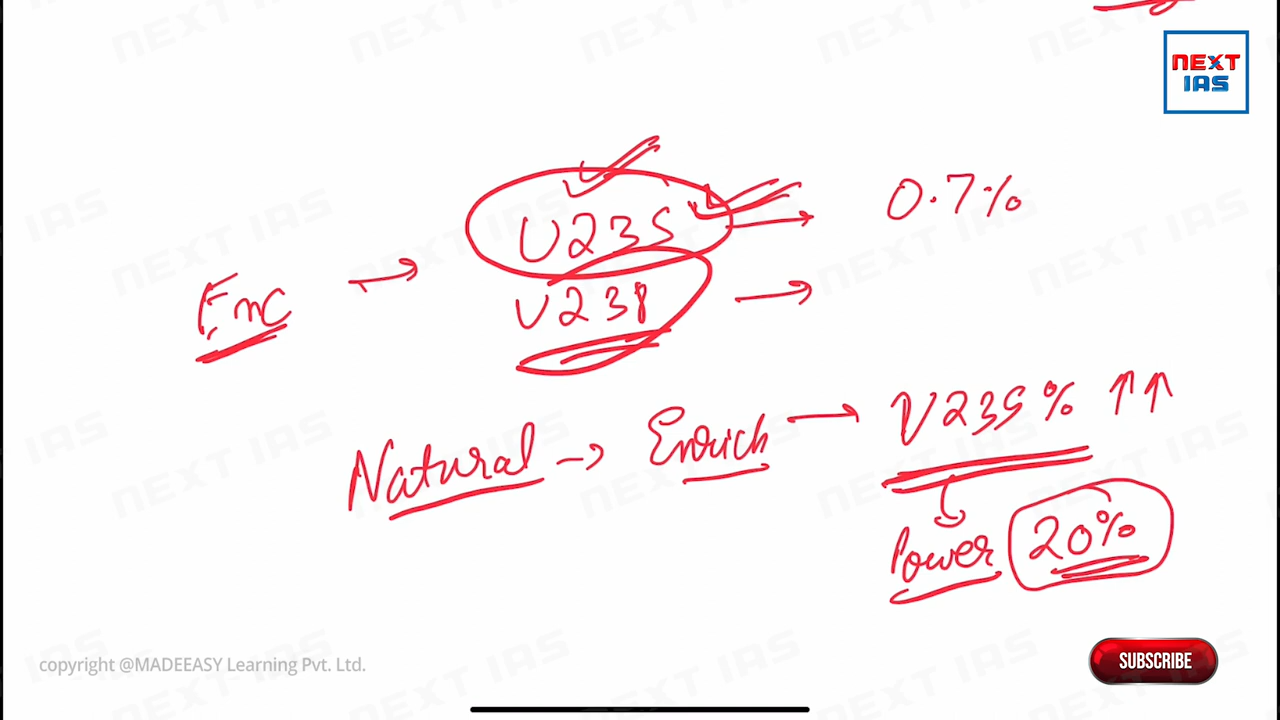 NEXT
IAS
U235 → 0.7%
Enc →
U238 →
Natural → Enrich → U235% ↑↑
Power 20%
copyright @MADEEASY Learning Pvt. Ltd.
SUBSCRIBE